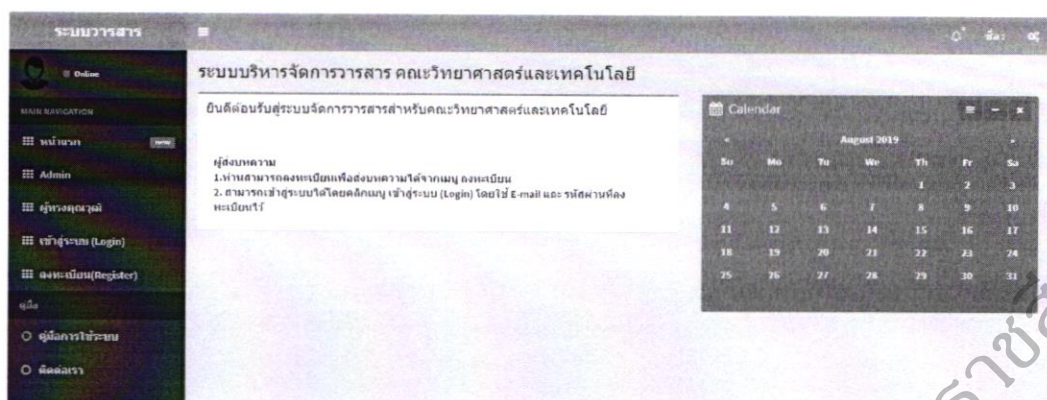 ระบบวารสาร
ชื่อ:
Online
MAIN NAVIGATION
หน้าแรก
new
Admin
ผู้ทรงคุณวุฒิ
เข้าสู่ระบบ (Login)
ลงทะเบียน(Register)
คู่มือ
คู่มือการใช้ระบบ
ติดต่อเรา
ระบบบริหารจัดการวารสาร คณะวิทยาศาสตร์และเทคโนโลยี
ยินดีต้อนรับสู่ระบบจัดการวารสารสำหรับคณะวิทยาศาสตร์และเทคโนโลยี
ผู้ส่งบทความ
1.ท่านสามารถลงทะเบียนเพื่อส่งบทความได้จากเมนู ลงทะเบียน
2. สามารถเข้าสู่ระบบได้โดยคลิกเมนู เข้าสู่ระบบ (Login) โดยใช้ E-mail และ รหัสผ่านที่ลง
ทะเบียนไว้
Calendar
« August 2019 »
Su Mo Tu We Th Fr Sa
1 2 3
4 5 6 7 8 9 10
11 12 13 14 15 16 17
18 19 20 21 22 23 24
25 26 27 28 29 30 31